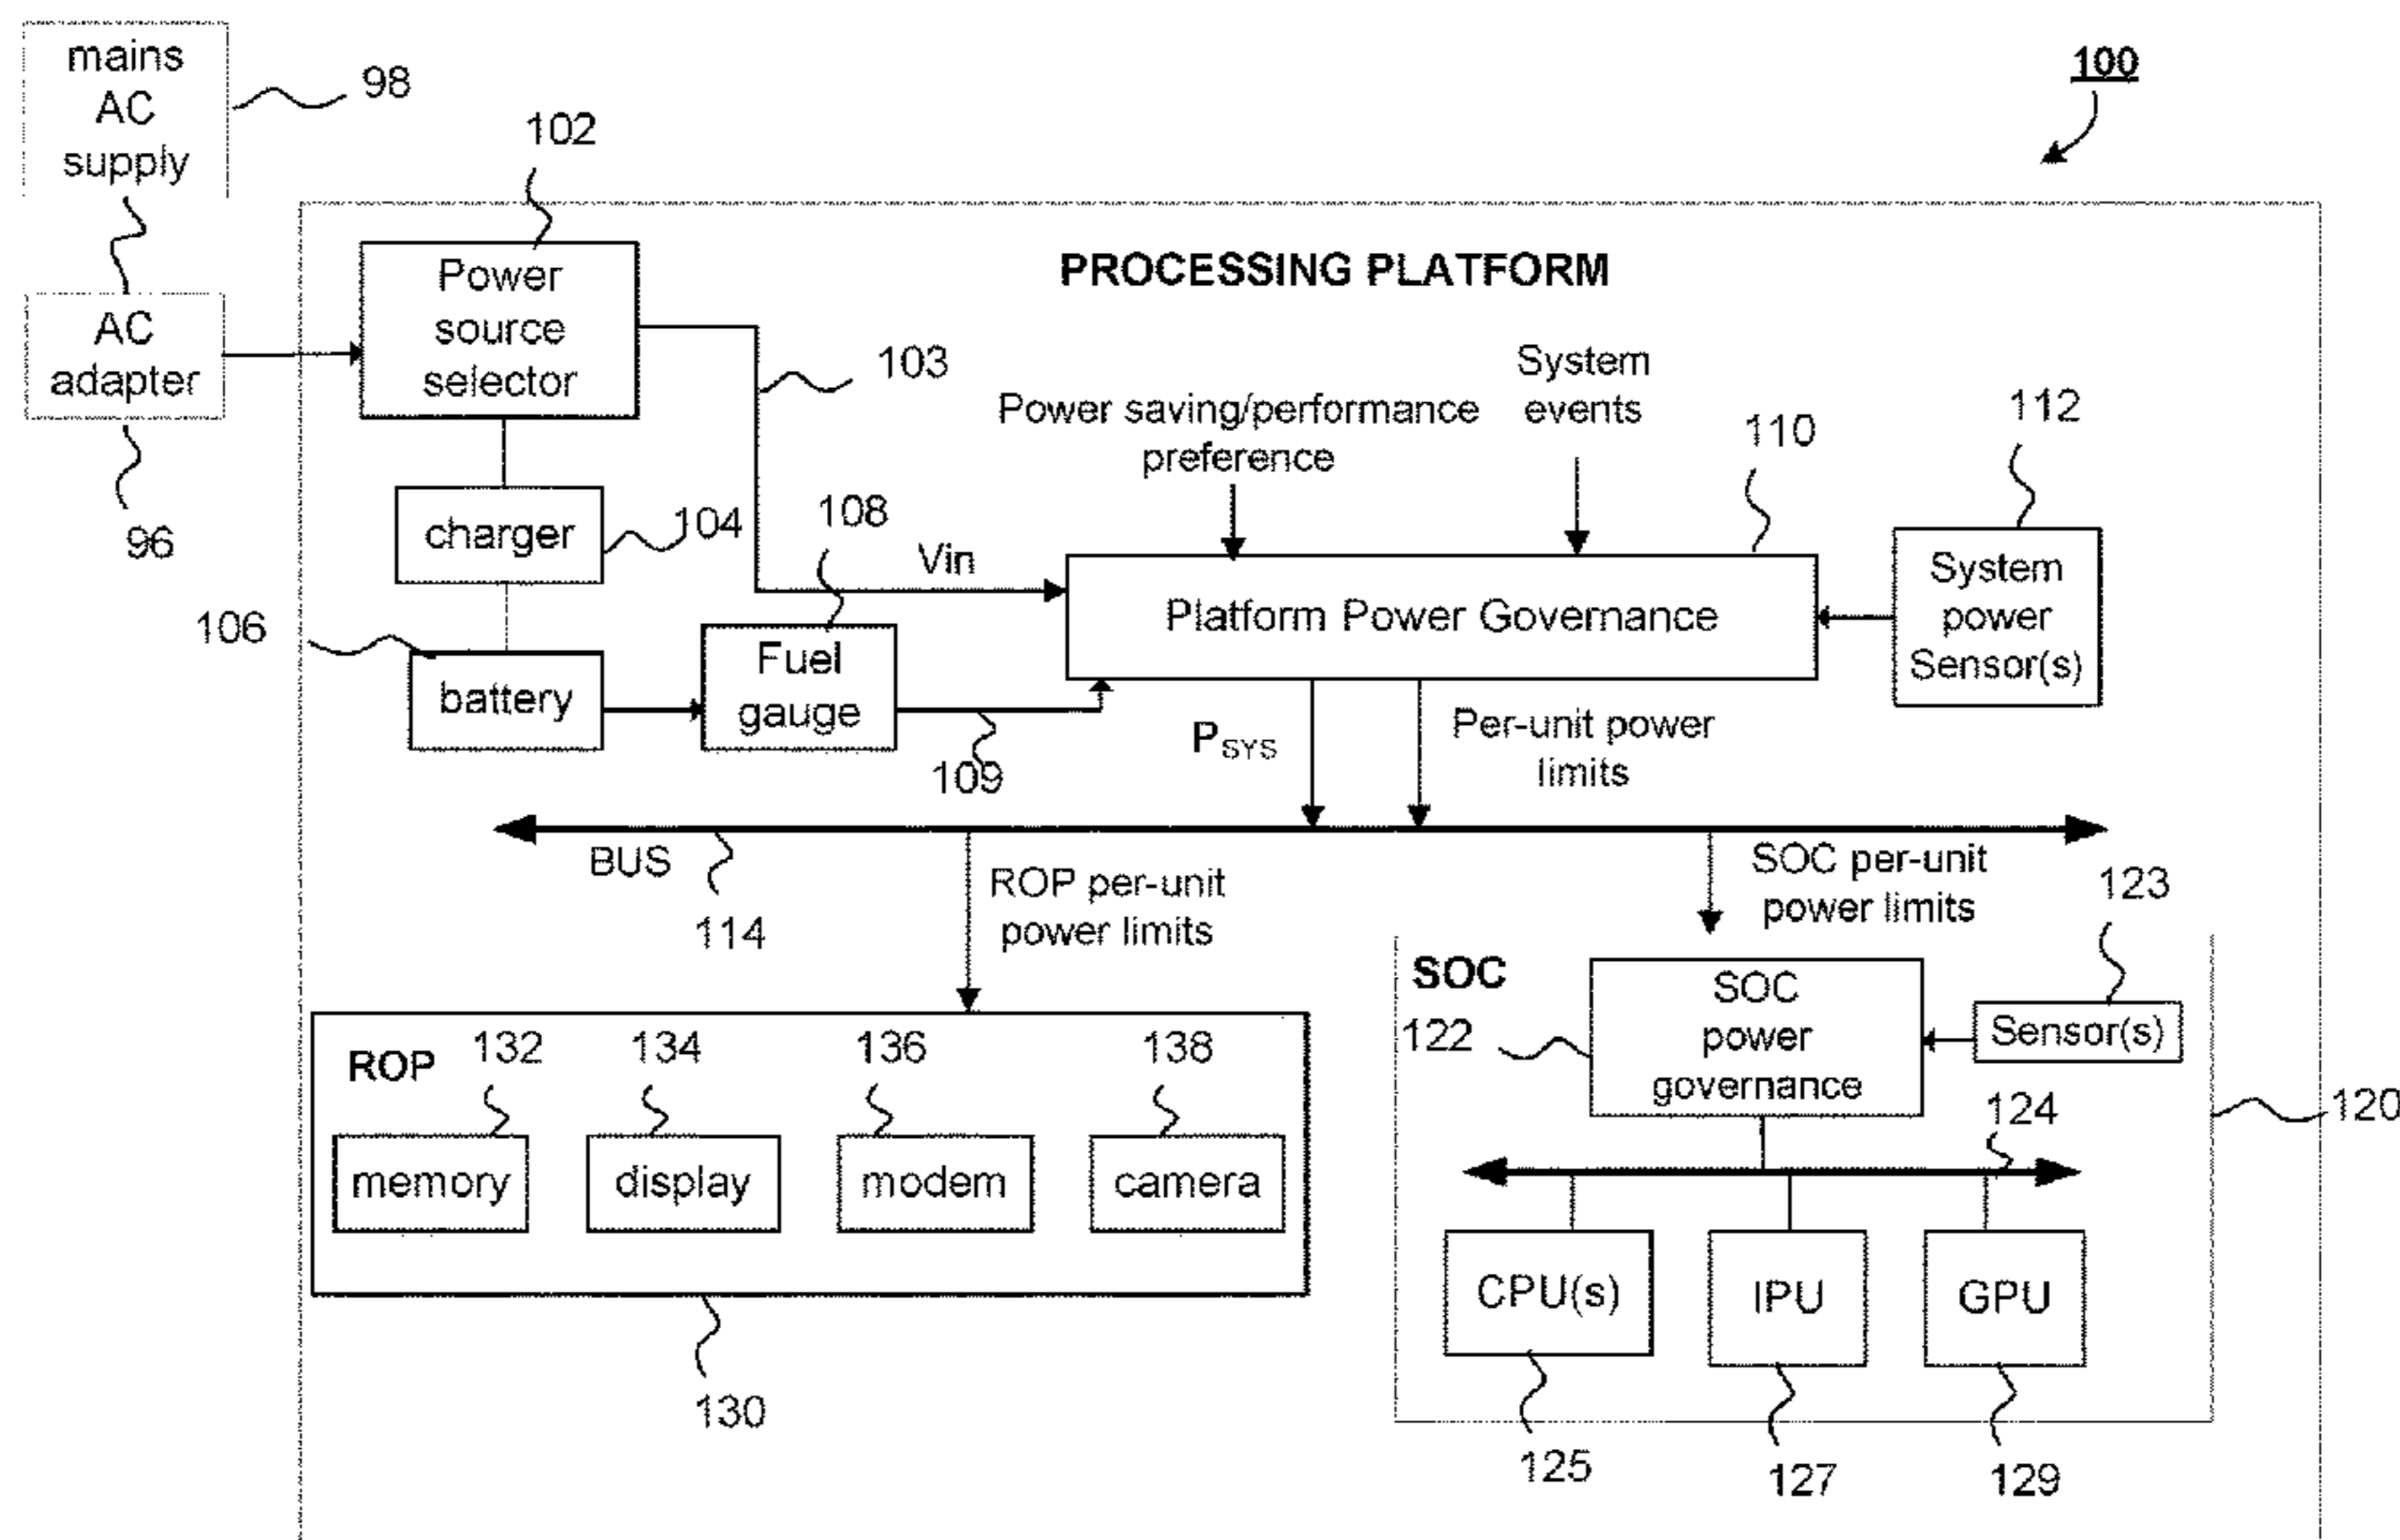 mains
AC
supply
98
100
102
Power
source
selector
PROCESSING PLATFORM
AC
adapter
96
103
System
events
Power saving/performance
preference
110
112
charger
104
108
Vin
Platform Power Governance
System
power
Sensor(s)
106
battery
Fuel
gauge
109
PSYS
Per-unit power
limits
BUS
114
ROP per-unit
power limits
SOC per-unit
power limits
123
SOC
122
SOC
power
governance
Sensor(s)
120
124
ROP
132
134
136
138
memory
display
modem
camera
130
CPU(s)
IPU
GPU
125
127
129